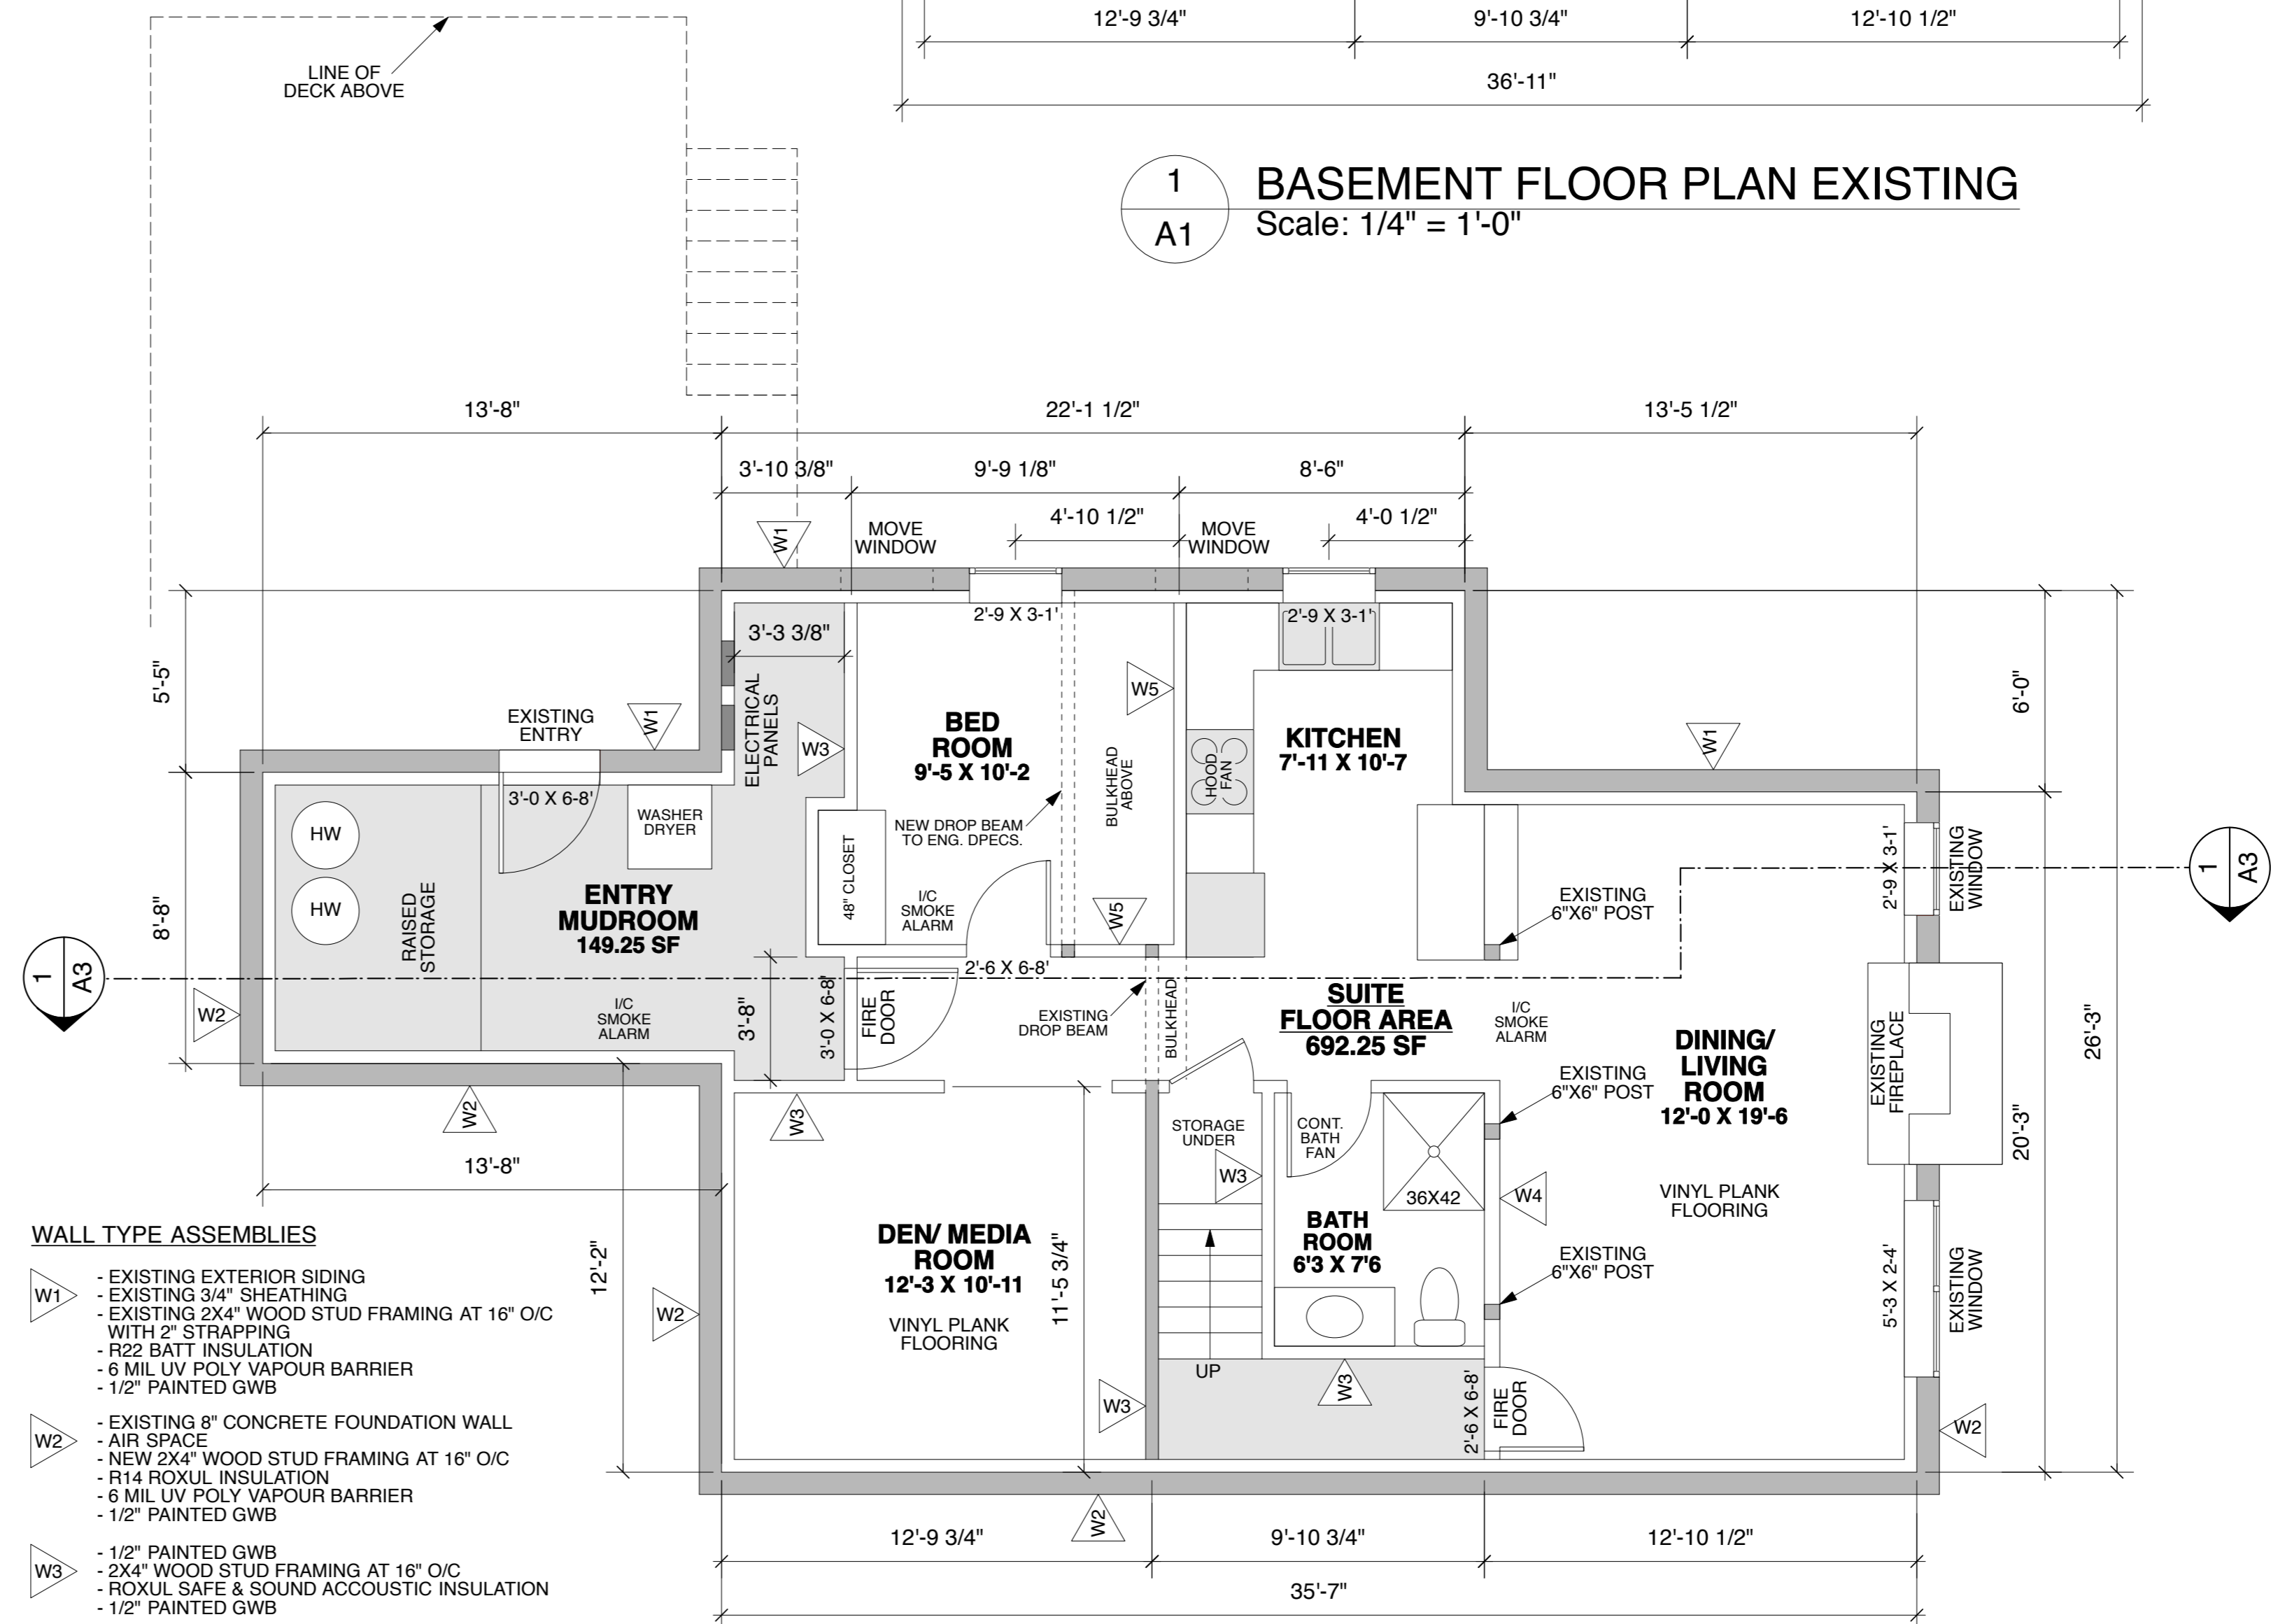 12'-9 3/4"
9'-10 3/4"
12'-10 1/2"
36'-11"
LINE OF
DECK ABOVE
1
A1
BASEMENT FLOOR PLAN EXISTING
Scale: 1/4" = 1'-0"
13'-8"
22'-1 1/2"
13'-5 1/2"
3'-10 3/8"
9'-9 1/8"
8'-6"
4'-10 1/2"
4'-0 1/2"
W1
MOVE
WINDOW
MOVE
WINDOW
2'-9 X 3-1'
2'-9 X 3-1'
3'-3 3/8"
5'-5"
6'-0"
EXISTING
ENTRY
W1
ELECTRICAL
PANELS
W3
BED
ROOM
9'-5 X 10'-2
W5
BULKHEAD
ABOVE
KITCHEN
7'-11 X 10'-7
HOOD
FAN
W1
3'-0 X 6-8'
WASHER
DRYER
HW
HW
NEW DROP BEAM
TO ENG. DPECS.
48" CLOSET
I/C
SMOKE
ALARM
W5
EXISTING
6"X6" POST
2'-9 X 3-1'
EXISTING
WINDOW
1
A3
8'-8"
RAISED
STORAGE
ENTRY
MUDROOM
149.25 SF
1
A3
W2
I/C
SMOKE
ALARM
3'-8"
3'-0 X 6-8'
FIRE
DOOR
2'-6 X 6-8'
EXISTING
DROP BEAM
BULKHEAD
SUITE
FLOOR AREA
692.25 SF
I/C
SMOKE
ALARM
DINING/
LIVING
ROOM
12'-0 X 19'-6
EXISTING
FIREPLACE
26'-3"
20'-3"
W2
W3
STORAGE
UNDER
CONT.
BATH
FAN
EXISTING
6"X6" POST
13'-8"
W3
36X42
W4
VINYL PLANK
FLOORING
12'-2"
W2
DEN/ MEDIA
ROOM
12'-3 X 10'-11
VINYL PLANK
FLOORING
11'-5 3/4"
BATH
ROOM
6'3 X 7'6
EXISTING
6"X6" POST
5'-3 X 2-4'
EXISTING
WINDOW
UP
W3
W3
2'-6 X 6-8'
FIRE
DOOR
W2
W2
12'-9 3/4"
9'-10 3/4"
12'-10 1/2"
35'-7"
WALL TYPE ASSEMBLIES
W1
- EXISTING EXTERIOR SIDING
- EXISTING 3/4" SHEATHING
- EXISTING 2X4" WOOD STUD FRAMING AT 16" O/C
WITH 2" STRAPPING
- R22 BATT INSULATION
- 6 MIL UV POLY VAPOUR BARRIER
- 1/2" PAINTED GWB
W2
- EXISTING 8" CONCRETE FOUNDATION WALL
- AIR SPACE
- NEW 2X4" WOOD STUD FRAMING AT 16" O/C
- R14 ROXUL INSULATION
- 6 MIL UV POLY VAPOUR BARRIER
- 1/2" PAINTED GWB
W3
- 1/2" PAINTED GWB
- 2X4" WOOD STUD FRAMING AT 16" O/C
- ROXUL SAFE & SOUND ACCOUSTIC INSULATION
- 1/2" PAINTED GWB